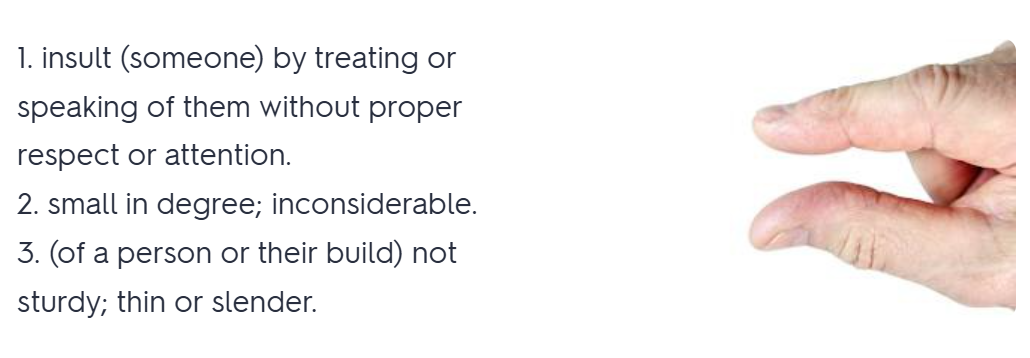 1. insult (someone) by treating or
speaking of them without proper
respect or attention.
2. small in degree; inconsiderable.
3. (of a person or their build) not
sturdy; thin or slender.